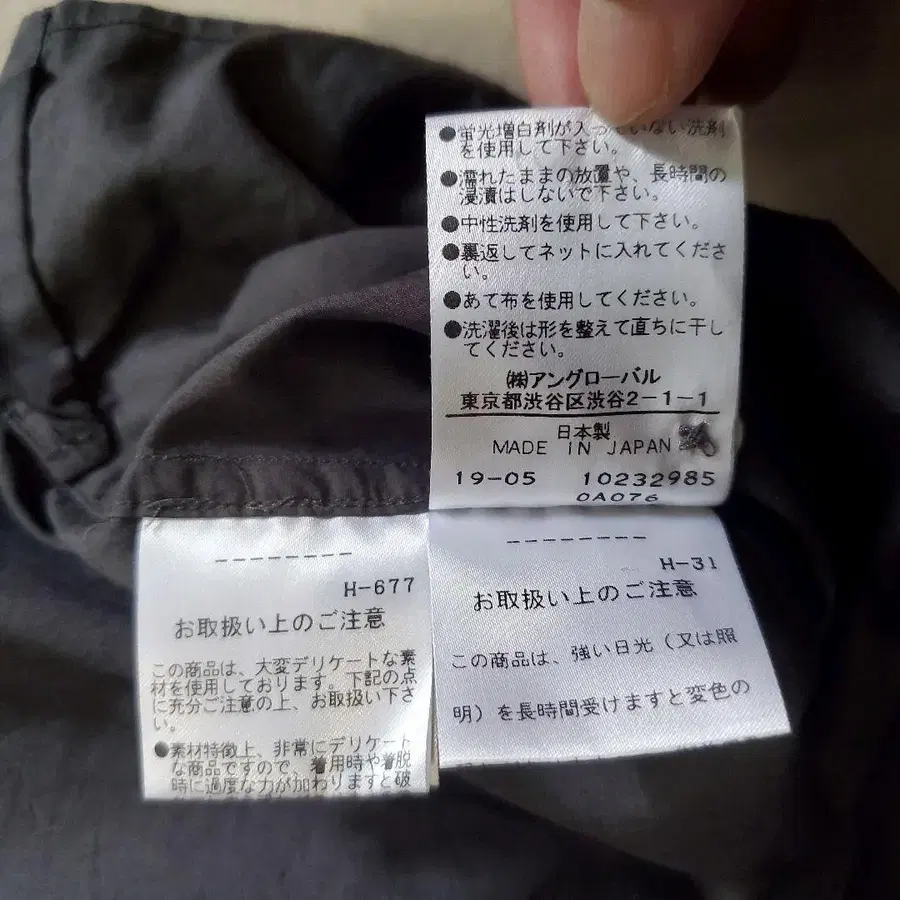 ●蛍光増白剤が入っていない洗剤
を使用して下さい。
●濡れたままの放置や、長時間の
浸漬はしないで下さい。
●中性洗剤を使用して下さい。
●裏返してネットに入れてくださ
い。
●あて布を使用してください。
●洗濯後は形を整えて直ちに干し
てください。
㈱アングローバル
東京都渋谷区渋谷2-1-1
日本製
MADE IN JAPAN
19-05 10232985
0A076
--------
H-677
お取扱い上のご注意
この商品は、大変デリケートな素
材を使用しております。下記の点
に充分ご注意の上、お取扱い下さ
い。
●素材特徴上、非常にデリケート
な商品ですので、着用時や着脱
時に過度な力が加わりますと破
--------
H-31
お取扱い上のご注意
この商品は、強い日光（又は照
明）を長時間受けますと変色の